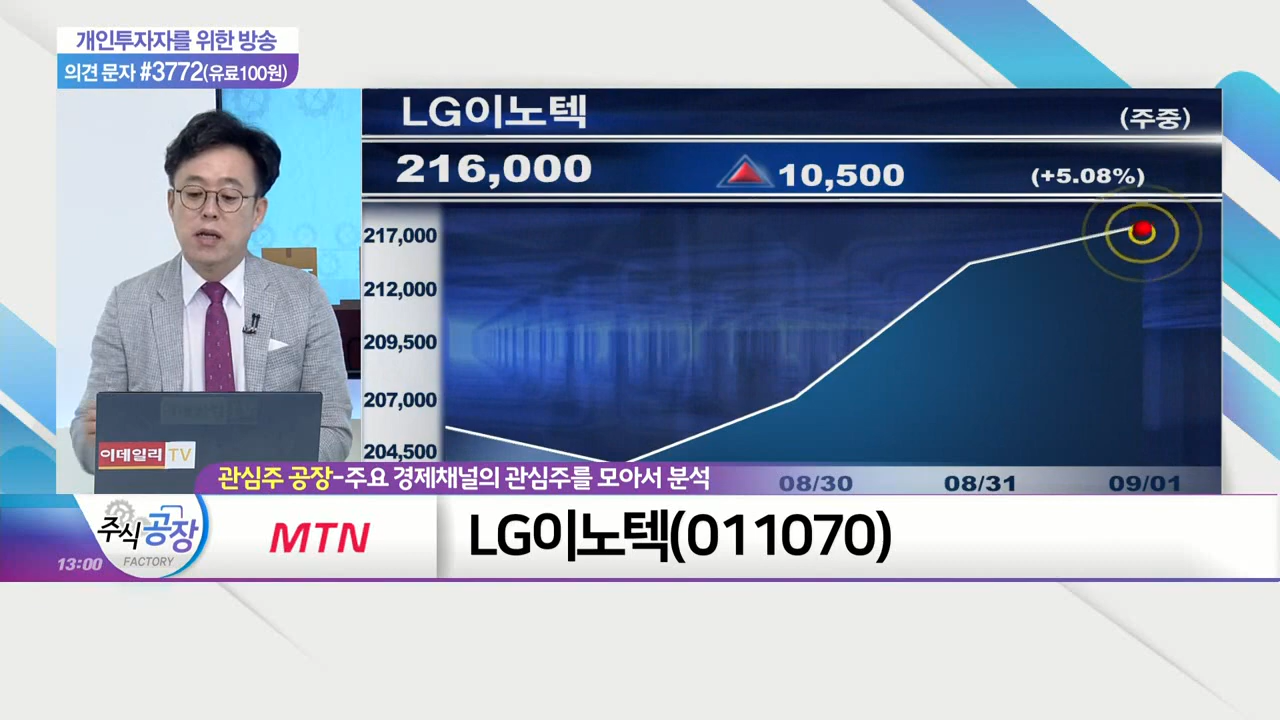 개인투자자를 위한 방송
의견 문자 #3772(유료100원)
LG이노텍
(주중)
216,000
10,500
(+5.08%)
217,000
212,000
209,500
207,000
204,500
08/30
08/31
09/01
이데일리 TV
관심주 공장-주요 경제채널의 관심주를 모아서 분석
주식공장
FACTORY
13:00
MTN
LG이노텍(011070)